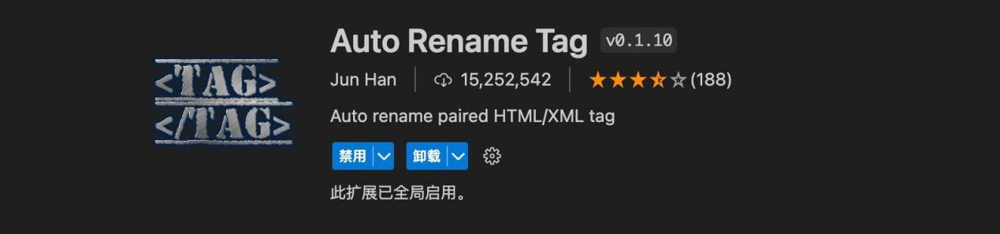 <TAG>
</TAG>
Auto Rename Tag v0.1.10
Jun Han 15,252,542 (188)
Auto rename paired HTML/XML tag
禁用 卸载
此扩展已全局启用。